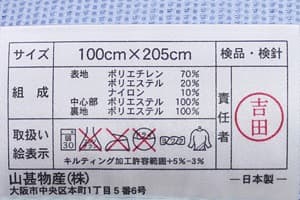 サイズ 100cm×205cm 検品・検針
組成 表地 ポリエチレン 70%
ポリエステル 20%
ナイロン 10%
中心部 ポリエステル 100%
裏地 ポリエステル 100%
責任者 吉田
取扱い絵表示 30
キルティング加工許容範囲+5%-3%
山甚物産(株)
大阪市中央区本町1丁目5番6号
—日本製—